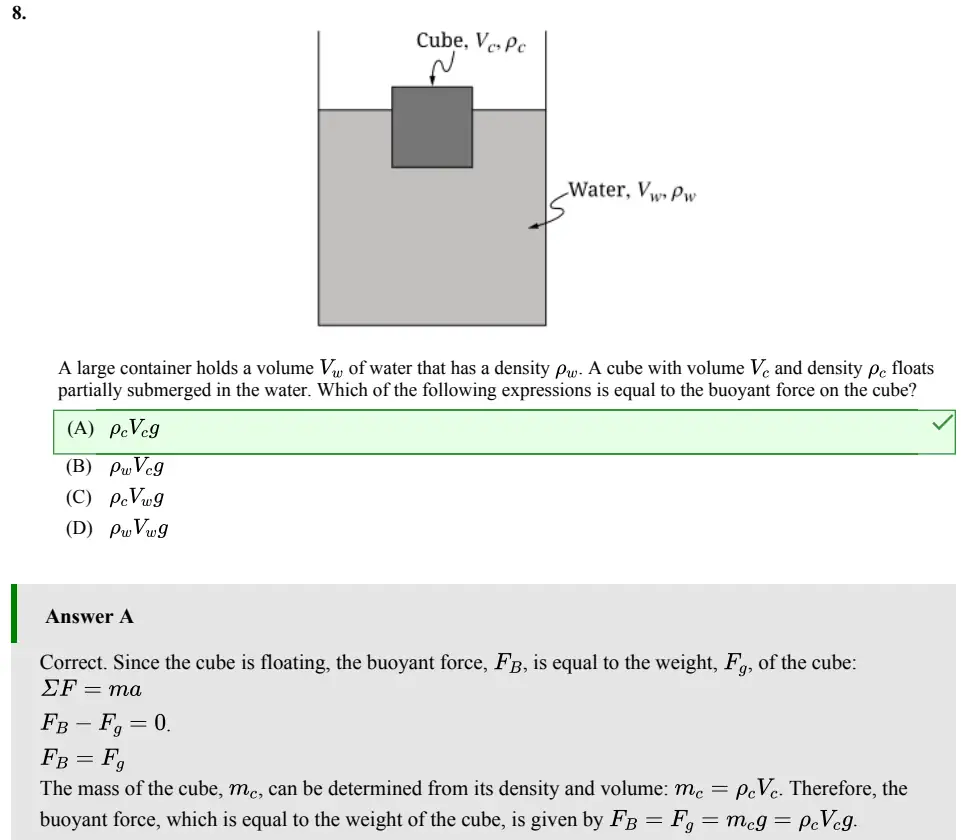 8.
Cube, V_c, ρ_c
Water, V_w, ρ_w
A large container holds a volume V_w of water that has a density ρ_w. A cube with volume V_c and density ρ_c floats
partially submerged in the water. Which of the following expressions is equal to the buoyant force on the cube?
(A) ρ_cV_cg
(B) ρ_wV_cg
(C) ρ_cV_wg
(D) ρ_wV_wg
Answer A
Correct. Since the cube is floating, the buoyant force, F_B, is equal to the weight, F_g, of the cube:
ΣF = ma
F_B − F_g = 0.
F_B = F_g
The mass of the cube, m_c, can be determined from its density and volume: m_c = ρ_cV_c. Therefore, the
buoyant force, which is equal to the weight of the cube, is given by F_B = F_g = m_cg = ρ_cV_cg.